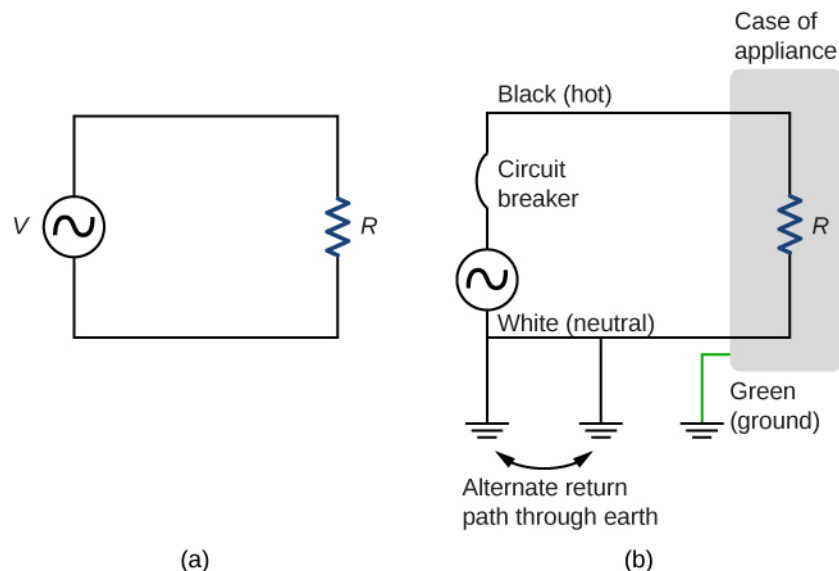 Case of
appliance
Black (hot)
Circuit
breaker
V
R
R
White (neutral)
Green
(ground)
Alternate return
path through earth
(a)
(b)